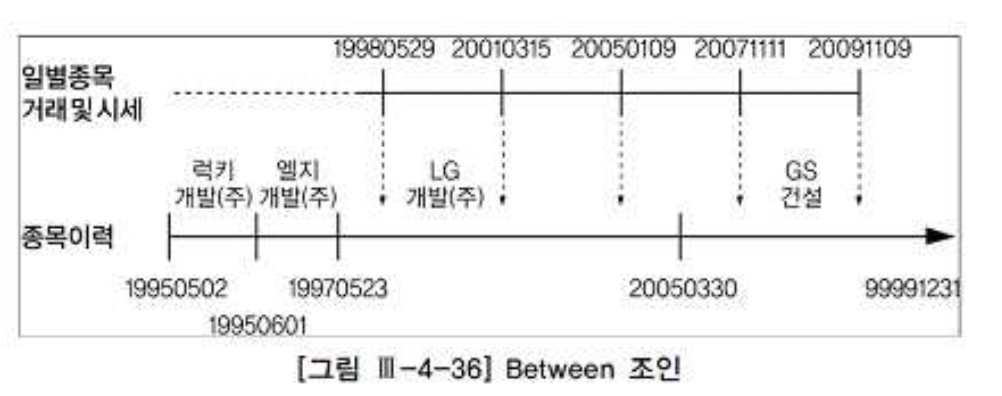 19980529 20010315 20050109 20071111 20091109
일별종목
거래및시세
럭키 엘지 LG GS
개발(주) 개발(주) 개발(주) 건설
종목이력
19950502 19970523 20050330 99991231
19950601
[그림 Ⅲ-4-36] Between 조인